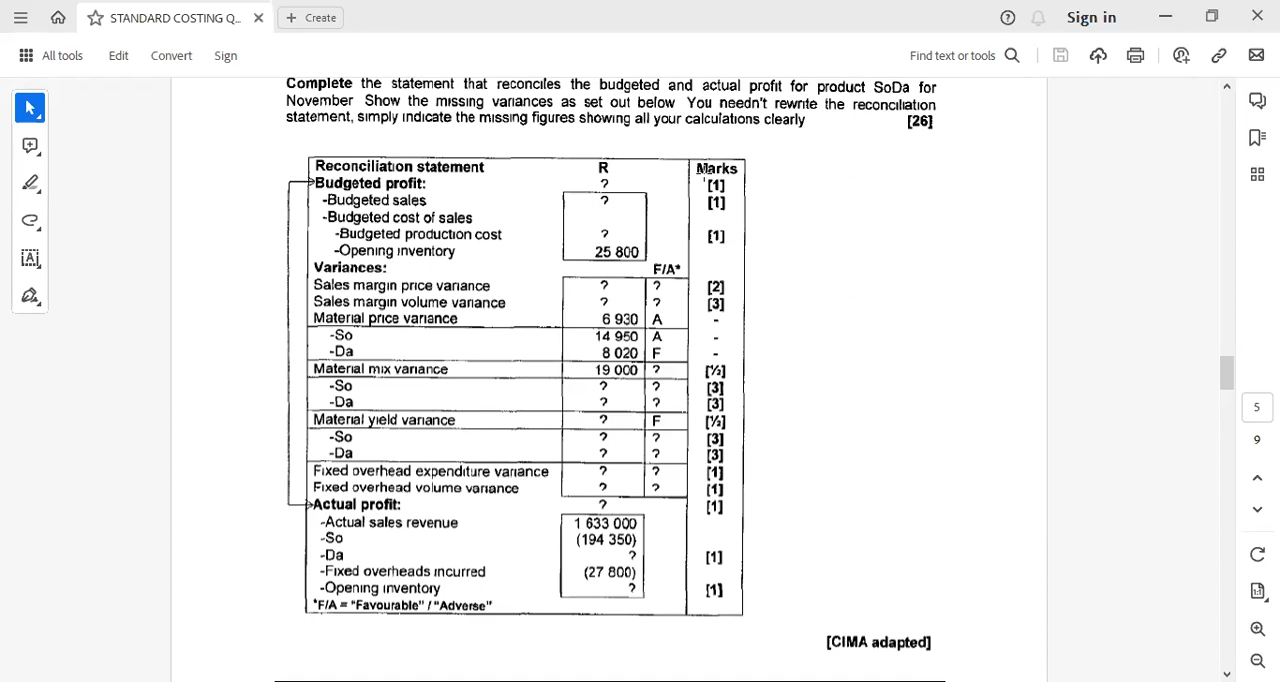 STANDARD COSTING Q...
Create
Sign in
All tools
Edit
Convert
Sign
Find text or tools
Complete the statement that reconciles the budgeted and actual profit for product SoDa for
November Show the missing variances as set out below You needn't rewrite the reconciliation
statement, simply indicate the missing figures showing all your calculations clearly [26]
Reconciliation statement R Marks
Budgeted profit: ? [1]
-Budgeted sales ? [1]
-Budgeted cost of sales
-Budgeted production cost ? [1]
-Opening inventory 25 800
Variances: F/A*
Sales margin price variance ? ? [2]
Sales margin volume variance ? ? [3]
Material price variance 6 930 A -
-So 14 950 A -
-Da 8 020 F -
Material mix variance 19 000 ? [½]
-So ? ? [3]
-Da ? ? [3]
Material yield variance ? F [½]
-So ? ? [3]
-Da ? ? [3]
Fixed overhead expenditure variance ? ? [1]
Fixed overhead volume variance ? ? [1]
Actual profit: ? [1]
-Actual sales revenue 1 633 000
-So (194 350)
-Da ? [1]
-Fixed overheads incurred (27 800)
-Opening inventory ? [1]
*F/A = "Favourable" / "Adverse"
[CIMA adapted]
5
9